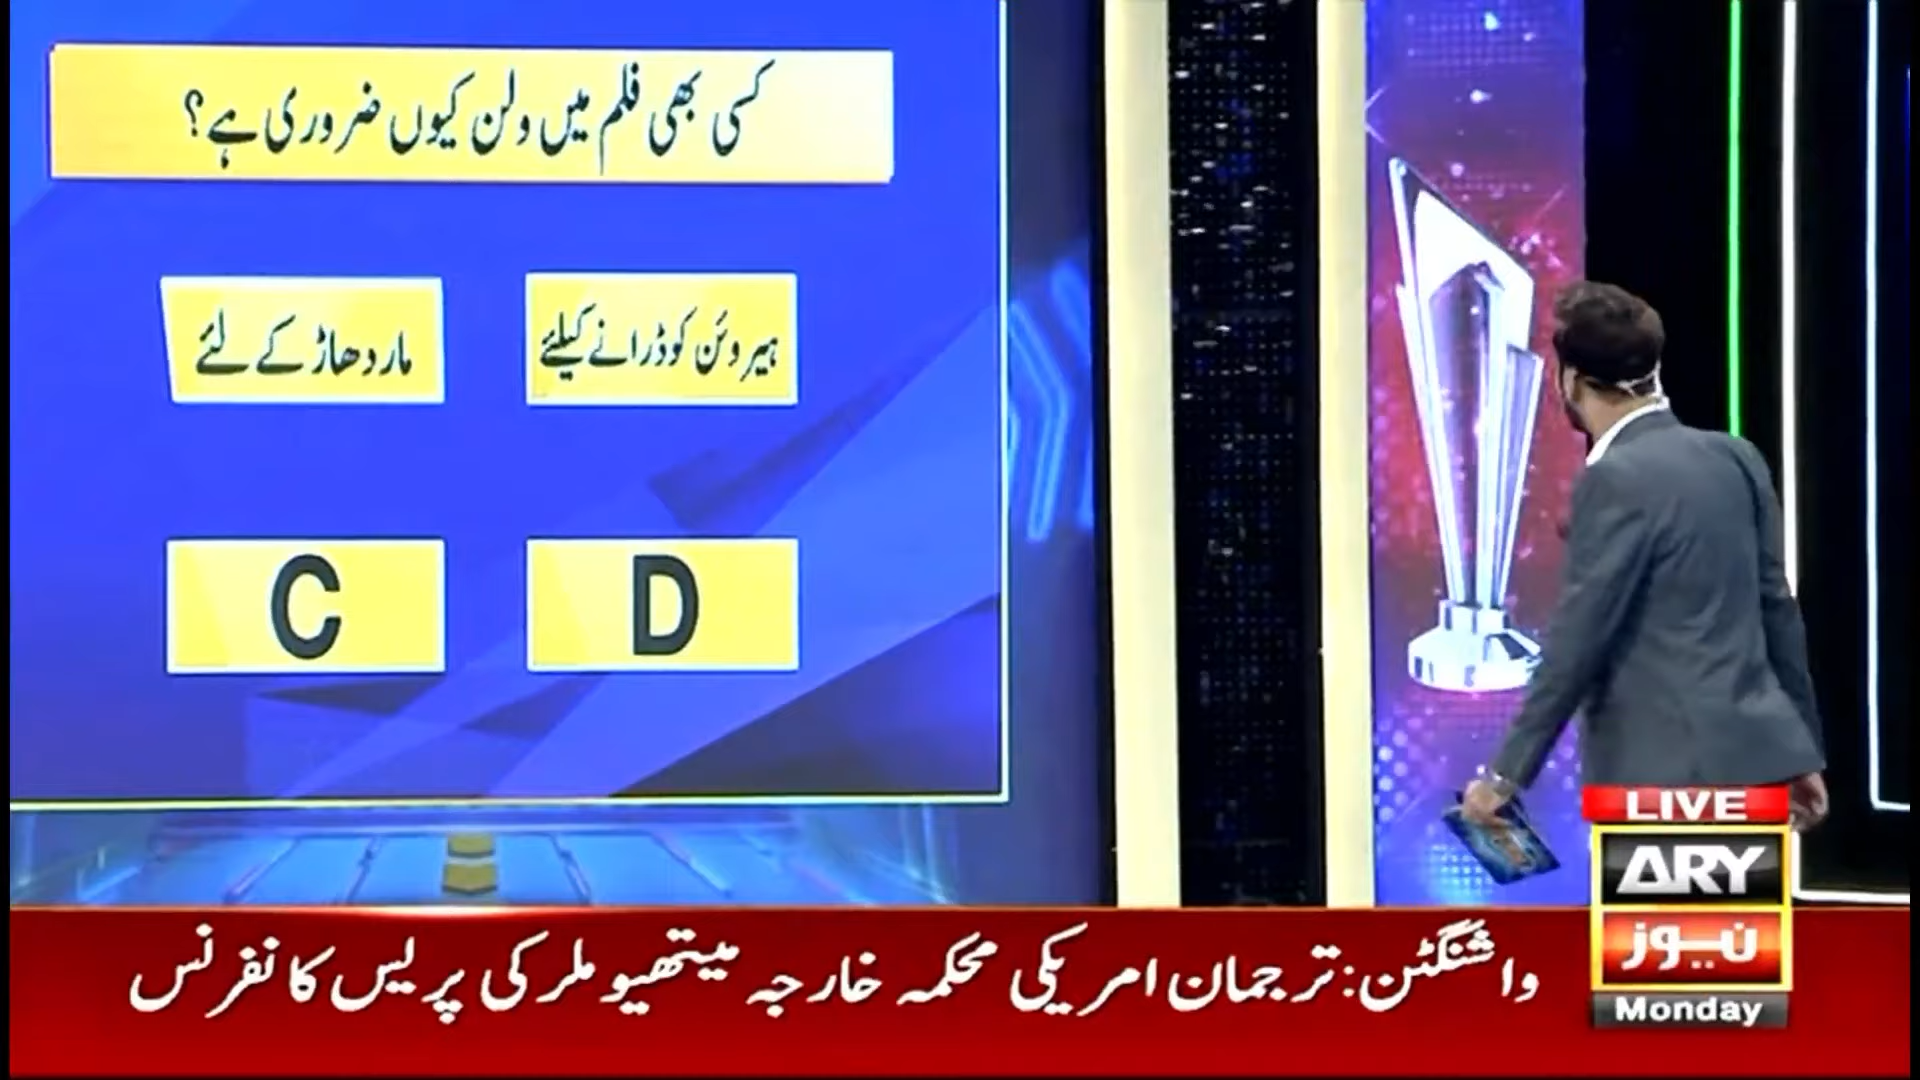 کسی بھی فلم میں ولن کیوں ضروری ہے؟
ہیروئن کو ڈرانے کیلئے
مار دھاڑ کے لئے
C
D
LIVE
ARY
نیوز
Monday
واشنگٹن: ترجمان امریکی محکمہ خارجہ میتھیو ملر کی پریس کانفرنس